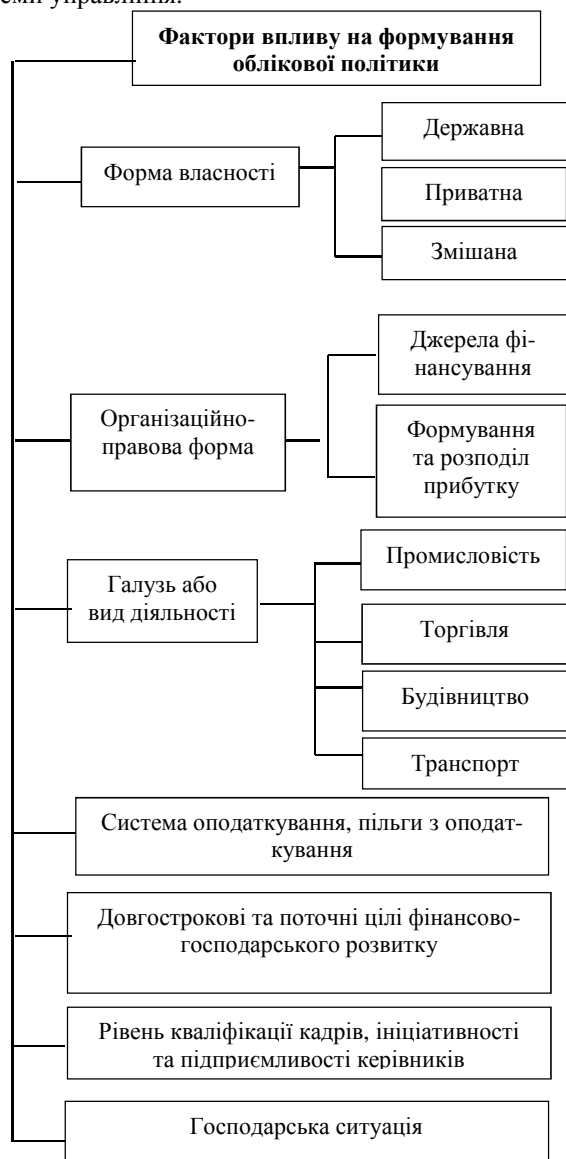 еми управління.
Фактори впливу на формування
облікової політики
Державна
Форма власності
Приватна
Змішана
Джерела фі-
нансування
Організаційно-
правова форма
Формування
та розподіл
прибутку
Промисловість
Галузь або
вид діяльності
Торгівля
Будівництво
Транспорт
Система оподаткування, пільги з оподат-
кування
Довгострокові та поточні цілі фінансово-
господарського розвитку
Рівень кваліфікації кадрів, ініціативності
та підприємливості керівників
Господарська ситуація